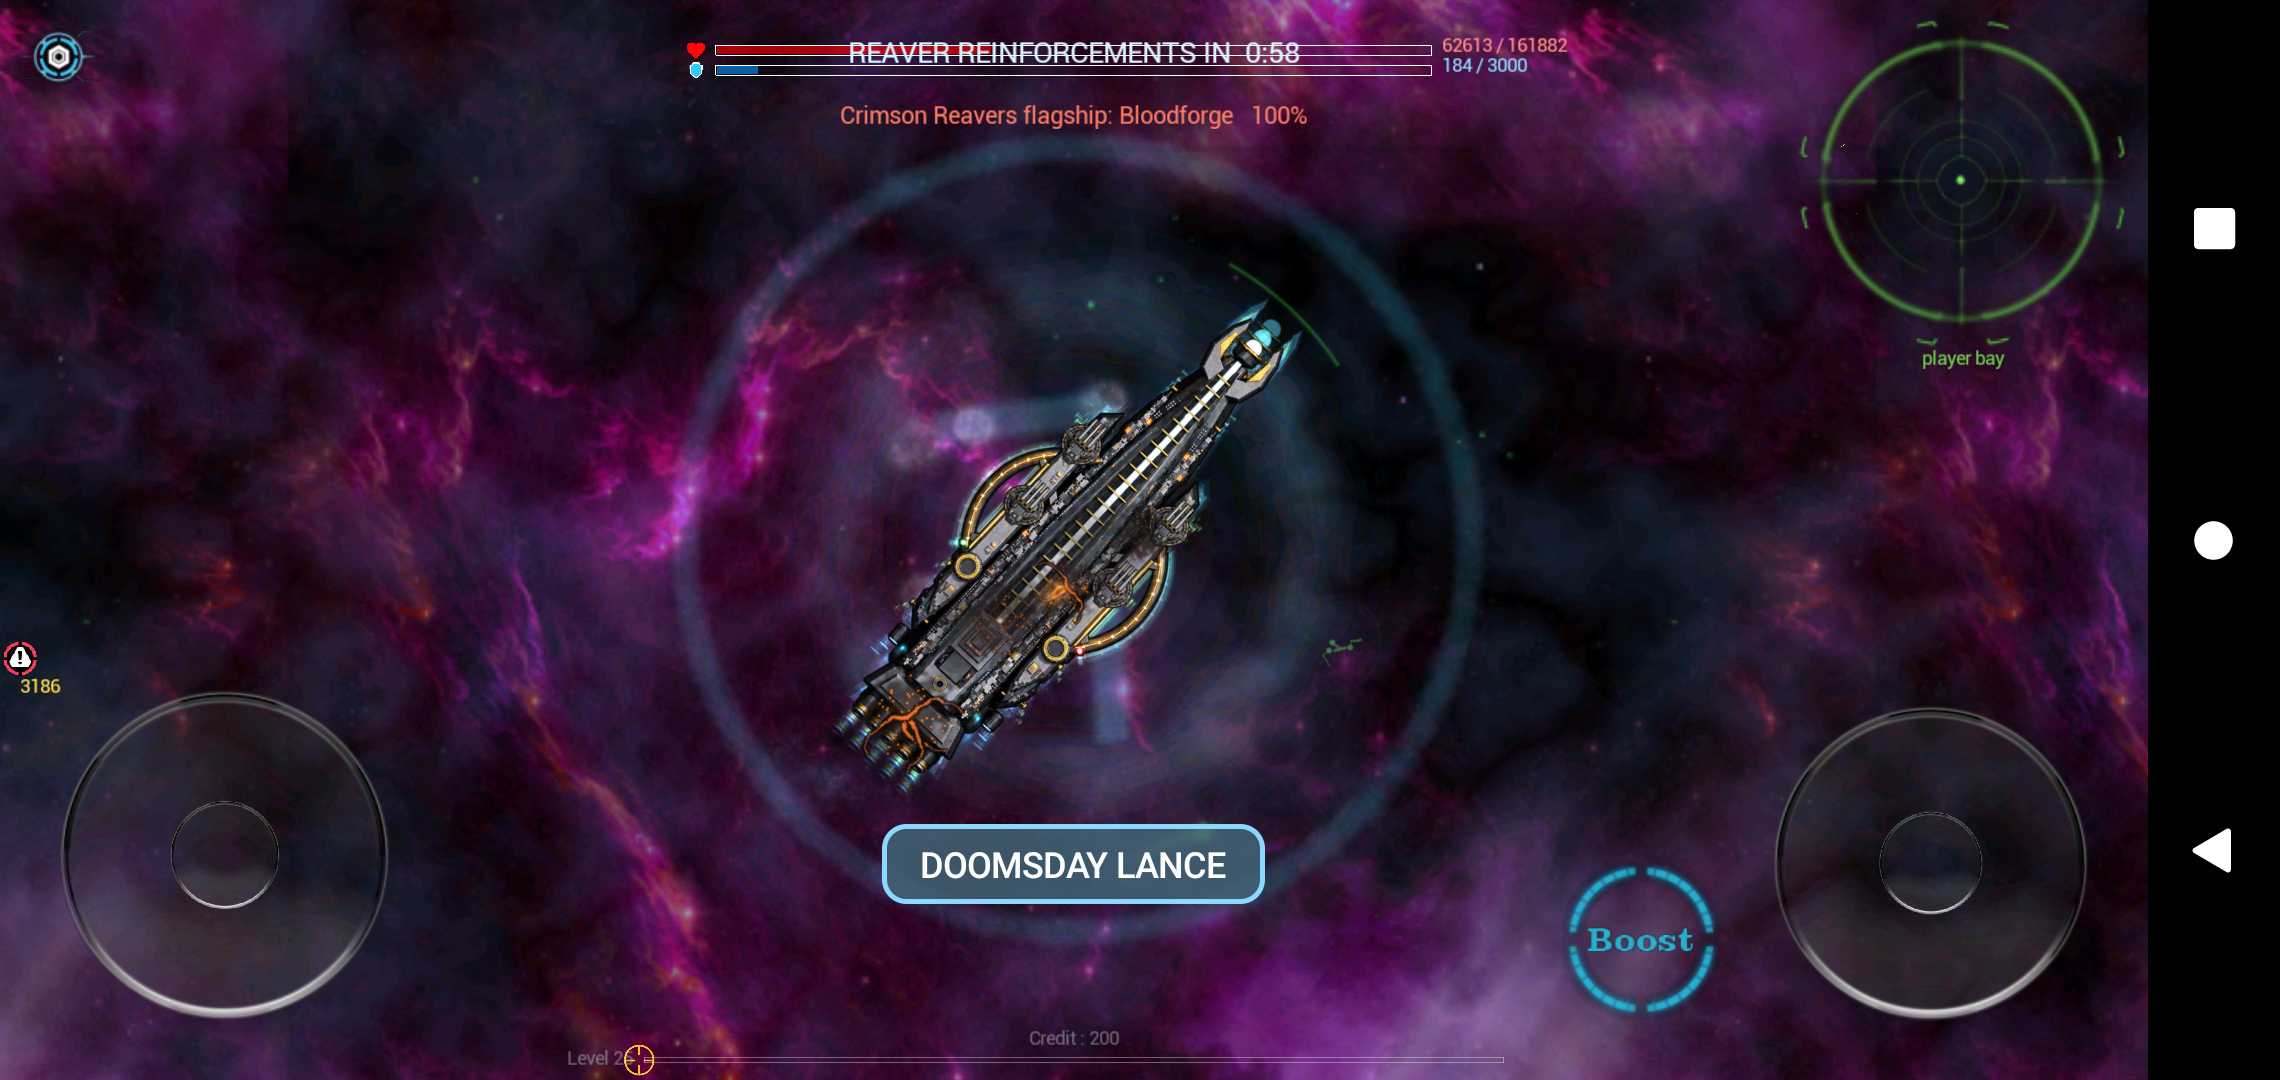 REAVER REINFORCEMENTS IN 0:58
62613 / 161882
184 / 3000
Crimson Reavers flagship: Bloodforge 100%
player bay
3186
DOOMSDAY LANCE
Boost
Credit : 200
Level